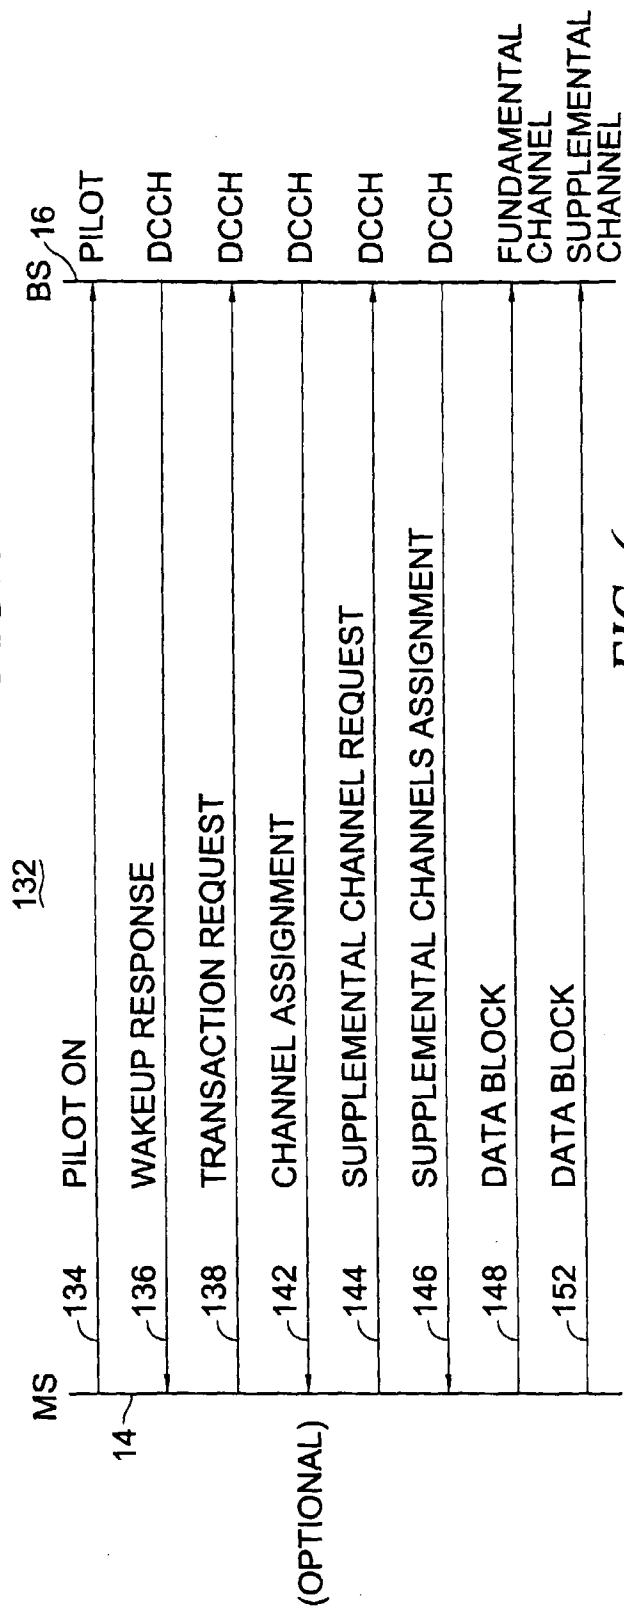 132
MS
BS 16
14
134
PILOT ON
PILOT
136
WAKEUP RESPONSE
DCCH
138
TRANSACTION REQUEST
DCCH
(OPTIONAL)
142
CHANNEL ASSIGNMENT
DCCH
144
SUPPLEMENTAL CHANNEL REQUEST
DCCH
146
SUPPLEMENTAL CHANNELS ASSIGNMENT
DCCH
148
DATA BLOCK
FUNDAMENTAL
CHANNEL
152
DATA BLOCK
SUPPLEMENTAL
CHANNEL